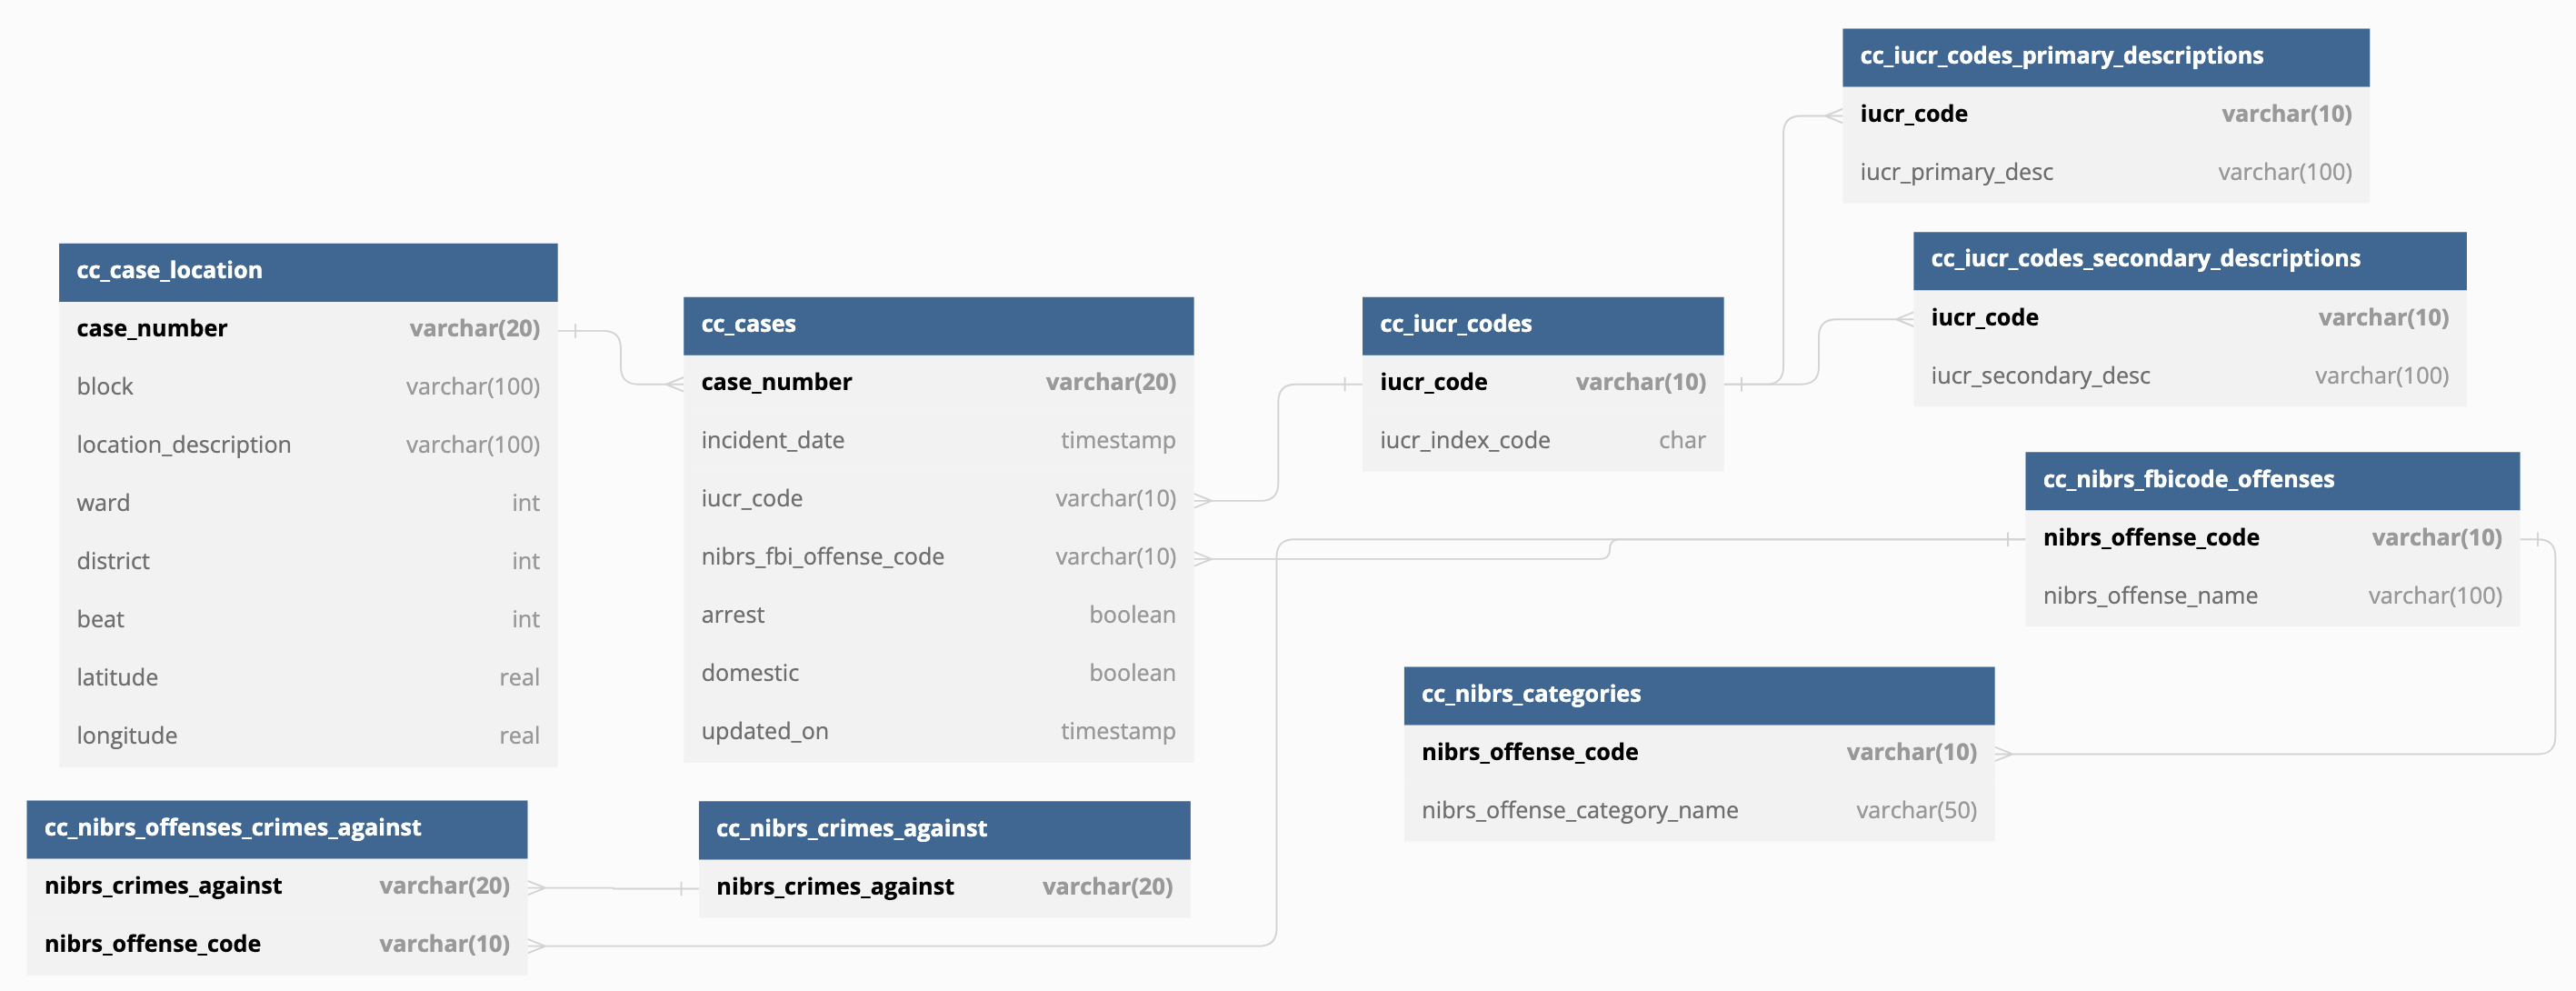 cc_iucr_codes_primary_descriptions
iucr_code varchar(10)
iucr_primary_desc varchar(100)
cc_iucr_codes_secondary_descriptions
iucr_code varchar(10)
iucr_secondary_desc varchar(100)
cc_case_location
case_number varchar(20)
block varchar(100)
location_description varchar(100)
ward int
district int
beat int
latitude real
longitude real
cc_cases
case_number varchar(20)
incident_date timestamp
iucr_code varchar(10)
nibrs_fbi_offense_code varchar(10)
arrest boolean
domestic boolean
updated_on timestamp
cc_iucr_codes
iucr_code varchar(10)
iucr_index_code char
cc_nibrs_fbicode_offenses
nibrs_offense_code varchar(10)
nibrs_offense_name varchar(100)
cc_nibrs_categories
nibrs_offense_code varchar(10)
nibrs_offense_category_name varchar(50)
cc_nibrs_offenses_crimes_against
nibrs_crimes_against varchar(20)
nibrs_offense_code varchar(10)
cc_nibrs_crimes_against
nibrs_crimes_against varchar(20)